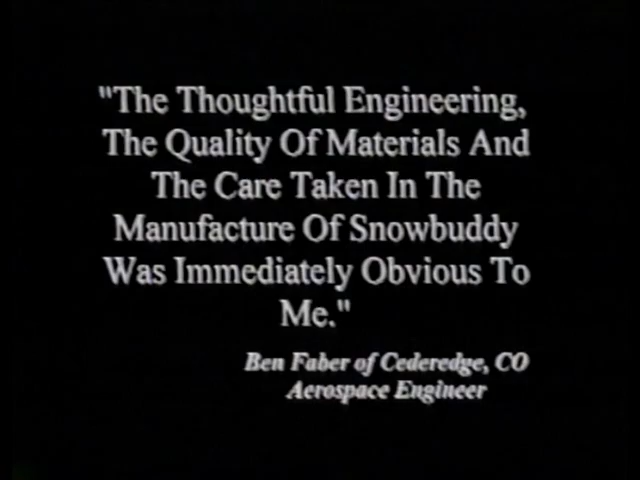 "The Thoughtful Engineering,
The Quality Of Materials And
The Care Taken In The
Manufacture Of Snowbuddy
Was Immediately Obvious To
Me."
Ben Faber of Cederedge, CO
Aerospace Engineer